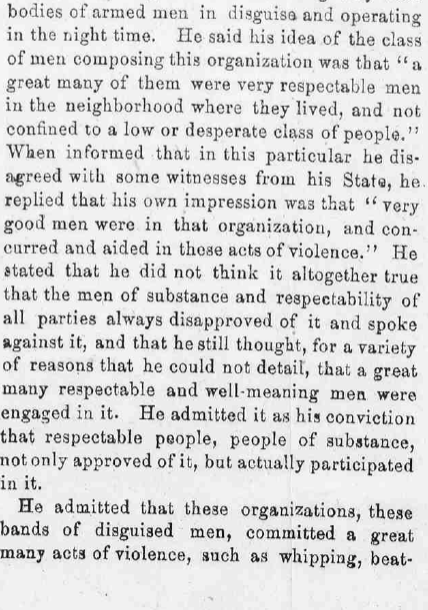 bodies of armed men in disguise and operating
in the night time. He said his idea of the class
of men composing this organization was that "a
great many of them were very respectable men
in the neighborhood where they lived, and not
confined to a low or desperate class of people."
When informed that in this particular he dis-
agreed with some witnesses from his State, he
replied that his own impression was that "very
good men were in that organization, and con-
curred and aided in these acts of violence." He
stated that he did not think it altogether true
that the men of substance and respectability of
all parties always disapproved of it and spoke
against it, and that he still thought, for a variety
of reasons that he could not detail, that a great
many respectable and well-meaning men were
engaged in it. He admitted it as his conviction
that respectable people, people of substance,
not only approved of it, but actually participated
in it.
He admitted that these organizations, these
bands of disguised men, committed a great
many acts of violence, such as whipping, beat-